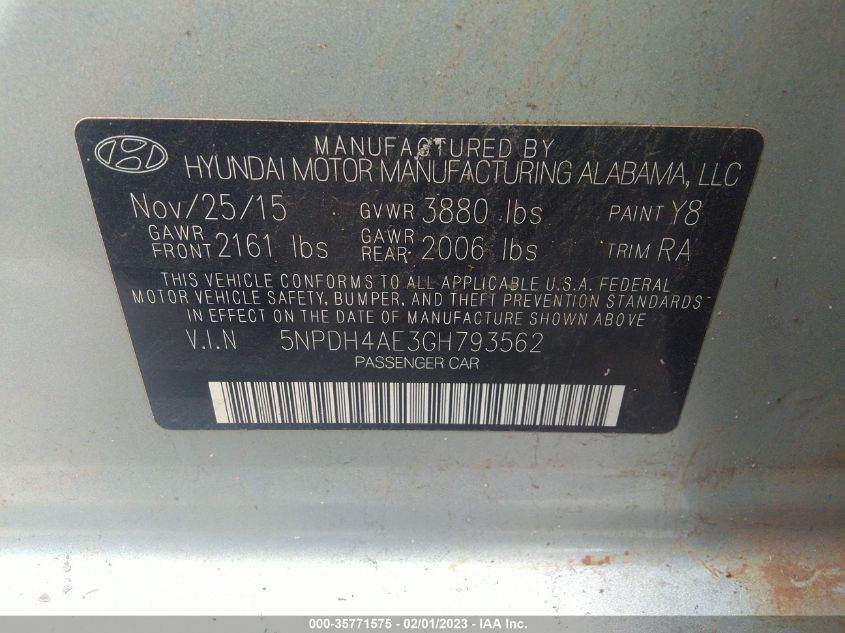 MANUFACTURED BY
HYUNDAI MOTOR MANUFACTURING ALABAMA, LLC
Nov/25/15 GVWR 3880 lbs PAINT Y8
GAWR FRONT 2161 lbs GAWR REAR 2006 lbs TRIM RA
THIS VEHICLE CONFORMS TO ALL APPLICABLE U.S.A. FEDERAL
MOTOR VEHICLE SAFETY, BUMPER, AND THEFT PREVENTION STANDARDS
IN EFFECT ON THE DATE OF MANUFACTURE SHOWN ABOVE
V.I.N 5NPDH4AE3GH793562
PASSENGER CAR
000-35771575 - 02/01/2023 - IAA Inc.